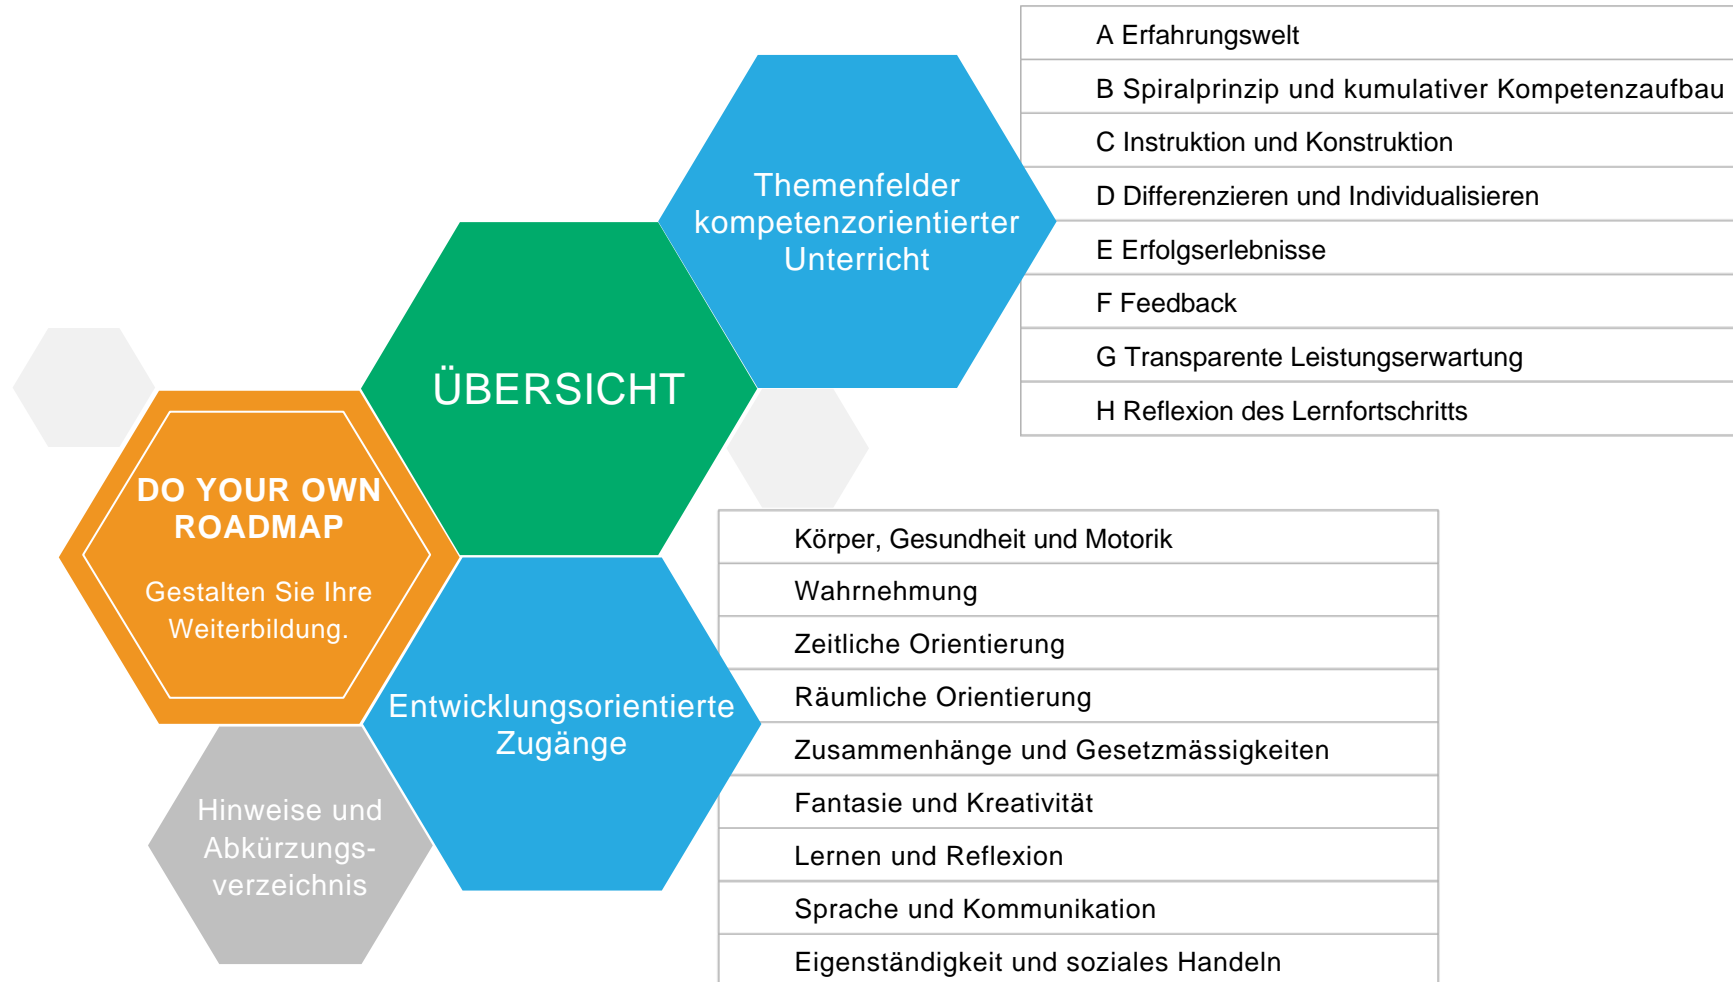 A Erfahrungswelt
B Spiralprinzip und kumulativer Kompetenzaufbau
C Instruktion und Konstruktion
D Differenzieren und Individualisieren
E Erfolgserlebnisse
F Feedback
G Transparente Leistungserwartung
H Reflexion des Lernfortschritts
Themenfelder
kompetenzorientierter
Unterricht
ÜBERSICHT
DO YOUR OWN
ROADMAP
Gestalten Sie Ihre
Weiterbildung.
Entwicklungsorientierte
Zugänge
Körper, Gesundheit und Motorik
Wahrnehmung
Zeitliche Orientierung
Räumliche Orientierung
Zusammenhänge und Gesetzmässigkeiten
Fantasie und Kreativität
Lernen und Reflexion
Sprache und Kommunikation
Eigenständigkeit und soziales Handeln
Hinweise und
Abkürzungs-
verzeichnis